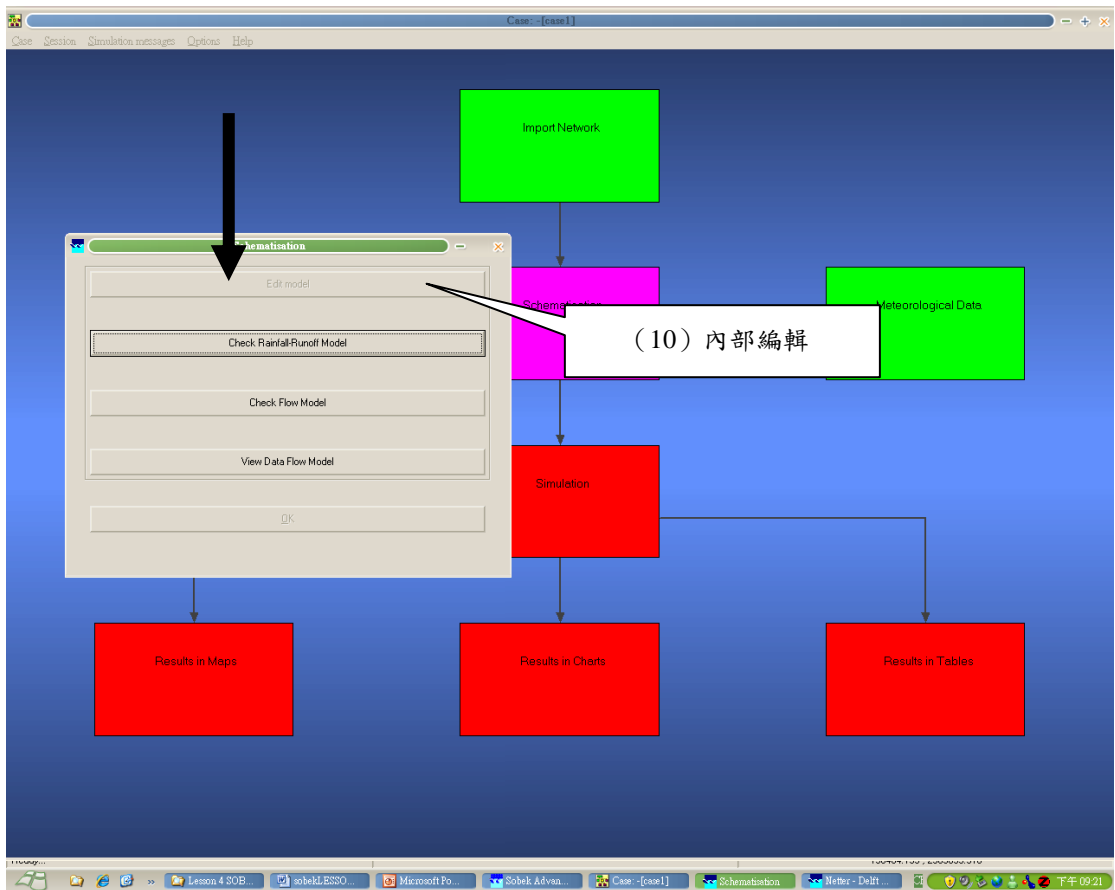 Case: -[case1]
Case Session Simulation messages Options Help
Import Network
Schematisation
Edit model
Check Rainfall-Runoff Model
Check Flow Model
View Data Flow Model
OK
Meteorological Data
（10）內部編輯
Simulation
Results in Maps
Results in Charts
Results in Tables
Lesson 4 SOB... sobekLESSO... Microsoft Po... Sobek Advan... Case: -[case1] Schematisation Netter - Delft ... 下午 09:21